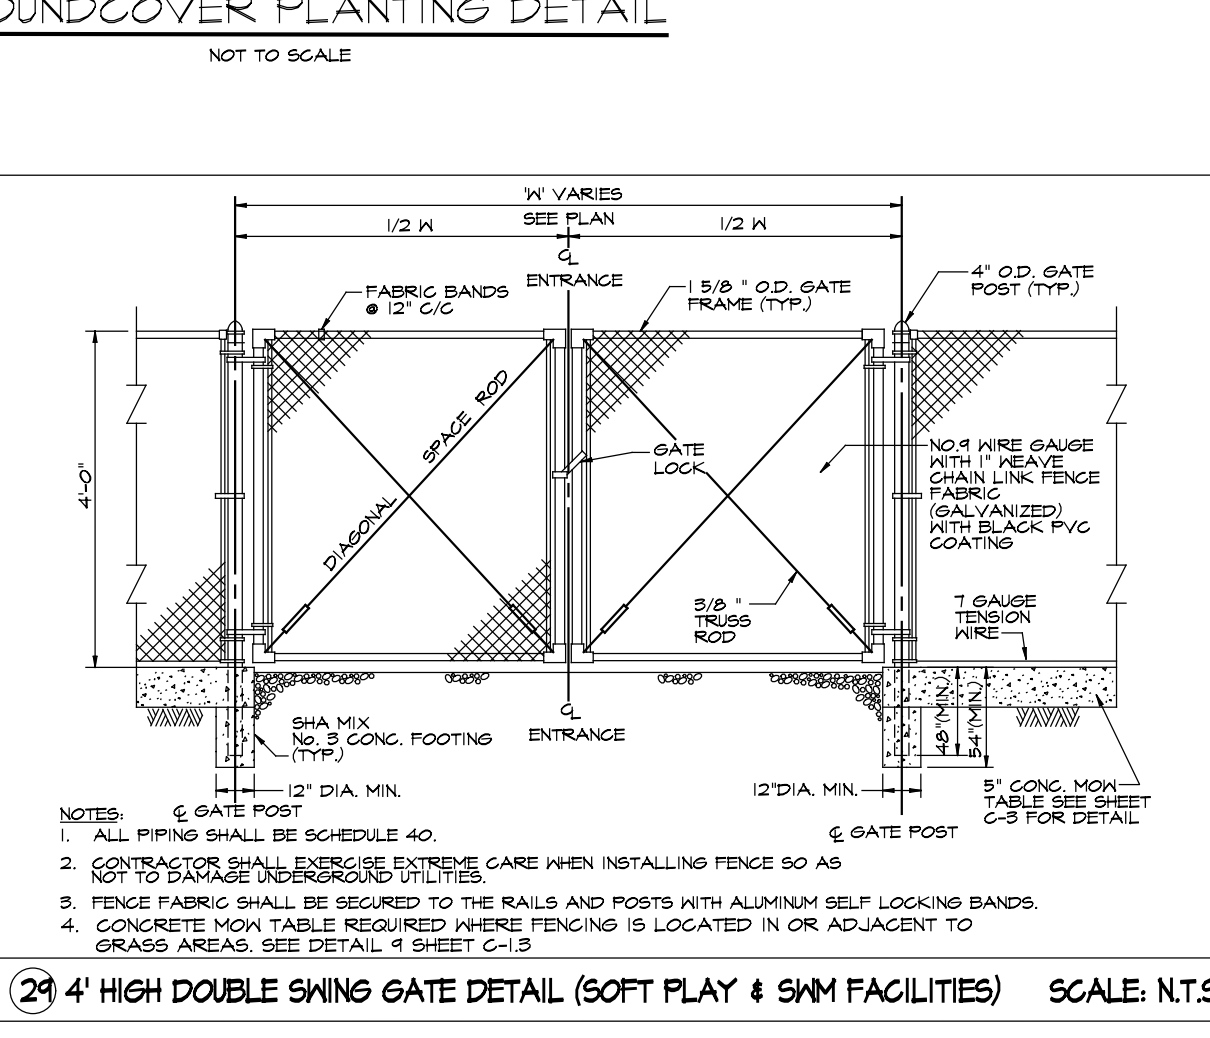 OUNDCOVER PLANTING DETAIL
NOT TO SCALE
'W' VARIES
SEE PLAN
1/2 W
1/2 W
℄
ENTRANCE
FABRIC BANDS
@ 12" C/C
1 5/8 " O.D. GATE
FRAME (TYP.)
4" O.D. GATE
POST (TYP.)
DIAGONAL SPACE ROD
GATE
LOCK
4'-0"
NO.9 WIRE GAUGE
WITH 1" WEAVE
CHAIN LINK FENCE
FABRIC
(GALVANIZED)
WITH BLACK PVC
COATING
3/8 "
TRUSS
ROD
7 GAUGE
TENSION
WIRE
48"(MIN.)
54"(MIN.)
SHA MIX
No. 3 CONC. FOOTING
(TYP.)
℄
ENTRANCE
12" DIA. MIN.
12"DIA. MIN.
5" CONC. MOW
TABLE SEE SHEET
C-3 FOR DETAIL
℄ GATE POST
℄ GATE POST
NOTES:
1. ALL PIPING SHALL BE SCHEDULE 40.
2. CONTRACTOR SHALL EXERCISE EXTREME CARE WHEN INSTALLING FENCE SO AS
NOT TO DAMAGE UNDERGROUND UTILITIES.
3. FENCE FABRIC SHALL BE SECURED TO THE RAILS AND POSTS WITH ALUMINUM SELF LOCKING BANDS.
4. CONCRETE MOW TABLE REQUIRED WHERE FENCING IS LOCATED IN OR ADJACENT TO
GRASS AREAS. SEE DETAIL 9 SHEET C-1.3
29 4' HIGH DOUBLE SWING GATE DETAIL (SOFT PLAY & SWM FACILITIES) SCALE: N.T.S